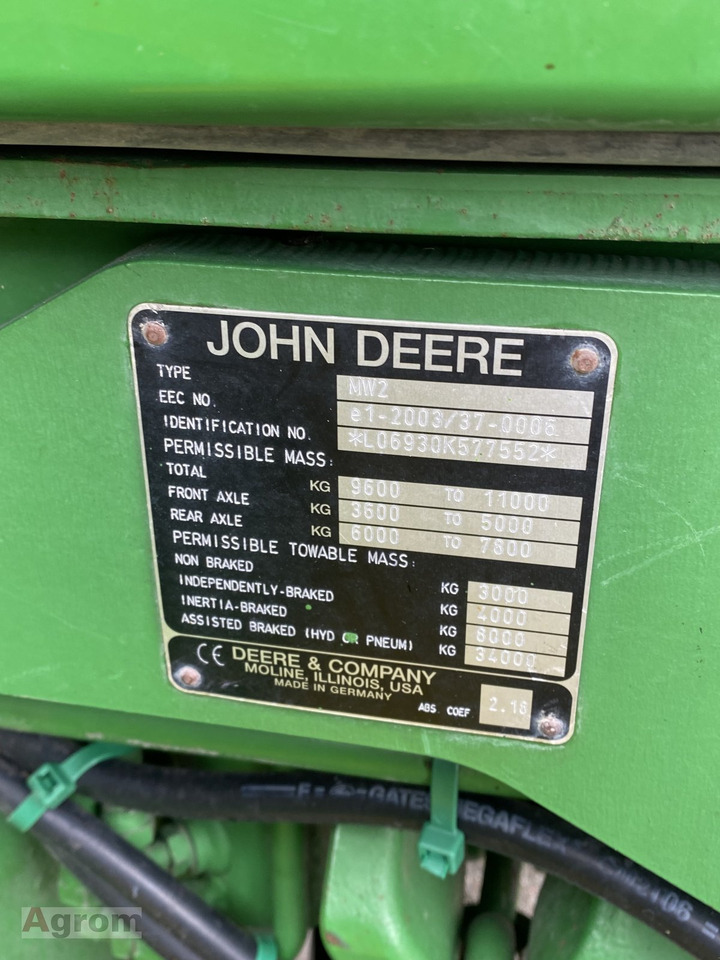 JOHN DEERE
TYPE MW2
EEC NO. e1-2003/37-0066
IDENTIFICATION NO. *L06930K577552*
PERMISSIBLE MASS:
TOTAL KG 9600 TO 11000
FRONT AXLE KG 3600 TO 5000
REAR AXLE KG 6000 TO 7800
PERMISSIBLE TOWABLE MASS:
NON BRAKED KG 3000
INDEPENDENTLY-BRAKED KG 4000
INERTIA-BRAKED KG 8000
ASSISTED BRAKED (HYD OR PNEUM) KG 34000
CE DEERE & COMPANY
MOLINE, ILLINOIS, USA
MADE IN GERMANY
ABS. COEF 2.18
GATES MEGAFLEX
Agrom